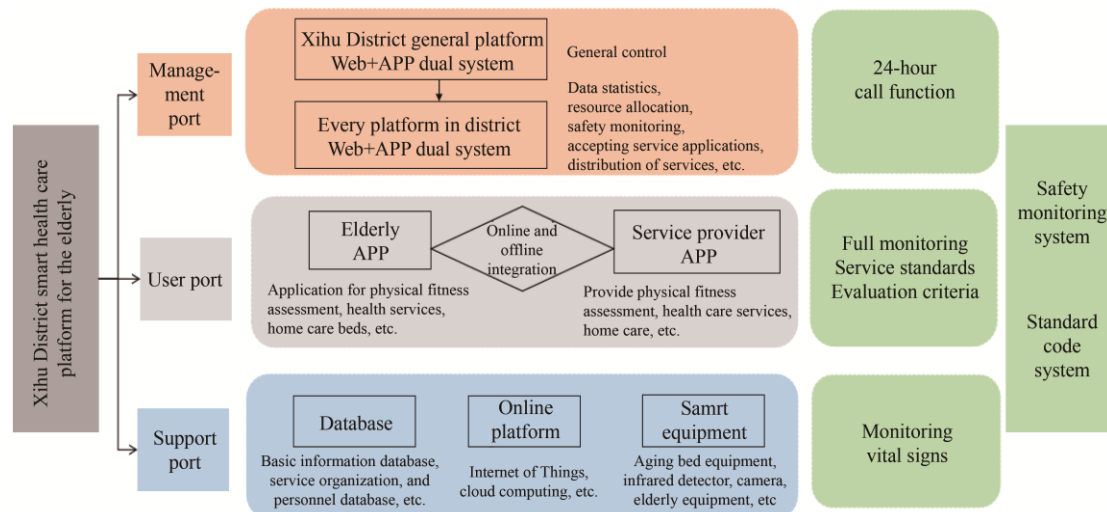 Xihu District smart health care
platform for the elderly
Manage-
ment
port
Xihu District general platform
Web+APP dual system
General control
Every platform in district
Web+APP dual system
Data statistics,
resource allocation,
safety monitoring,
accepting service applications,
distribution of services, etc.
24-hour
call function
User port
Elderly
APP
Online and
offline
integration
Service provider
APP
Application for physical fitness
assessment, health services,
home care beds, etc.
Provide physical fitness
assessment, health care services,
home care, etc.
Full monitoring
Service standards
Evaluation criteria
Support
port
Database
Basic information database,
service organization, and
personnel database, etc.
Online
platform
Internet of Things,
cloud computing, etc.
Samrt
equipment
Aging bed equipment,
infrared detector, camera,
elderly equipment, etc
Monitoring
vital signs
Safety
monitoring
system
Standard
code
system